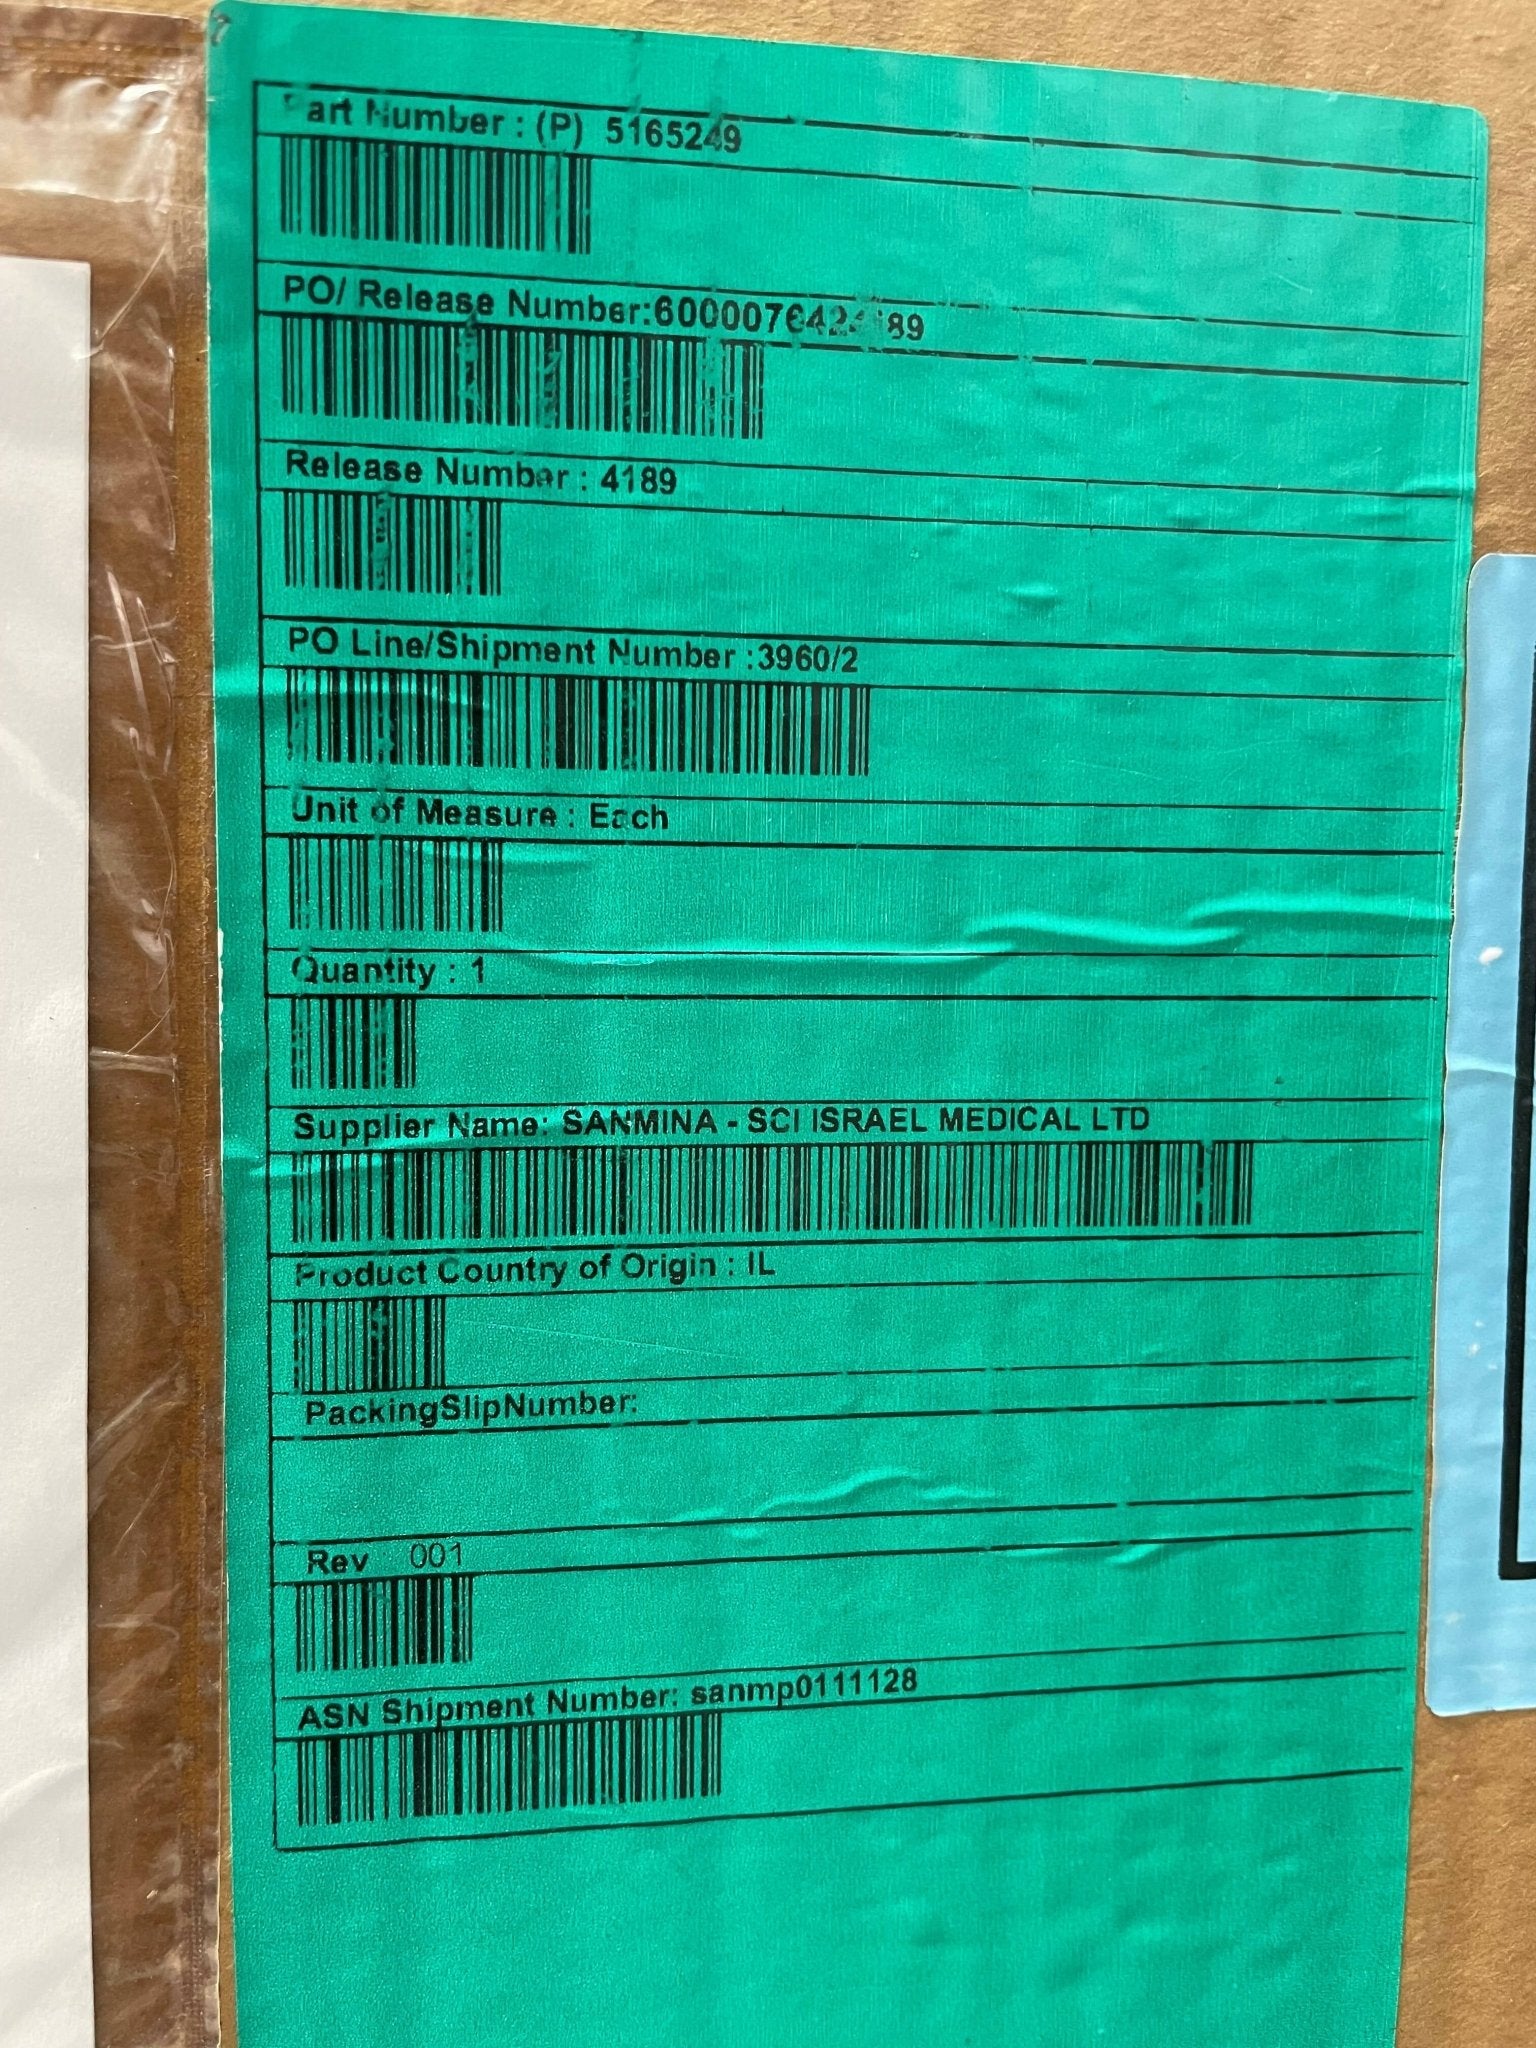 Part Number : (P) 5165249
PO/ Release Number:
Release Number : 4189
PO Line/Shipment Number :3960/2
Unit of Measure : Each
Quantity : 1
Supplier Name: SANMINA - SCI ISRAEL MEDICAL LTD
Product Country of Origin : IL
PackingSlipNumber:
Rev 001
ASN Shipment Number: sanmp0111128